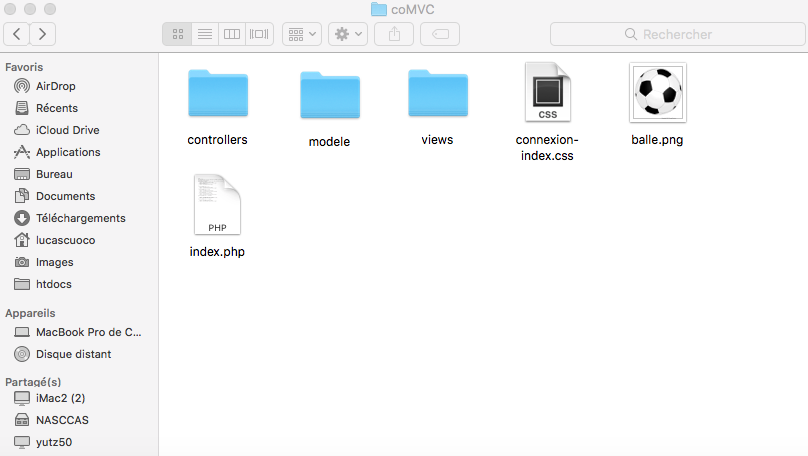 coMVC
Rechercher
Favoris
AirDrop
Récents
iCloud Drive
Applications
Bureau
Documents
Téléchargements
lucascuoco
Images
htdocs
Appareils
MacBook Pro de C...
Disque distant
Partagé(s)
iMac2 (2)
NASCCAS
yutz50
CSS
controllers
modele
views
connexion-
index.css
balle.png
PHP
index.php